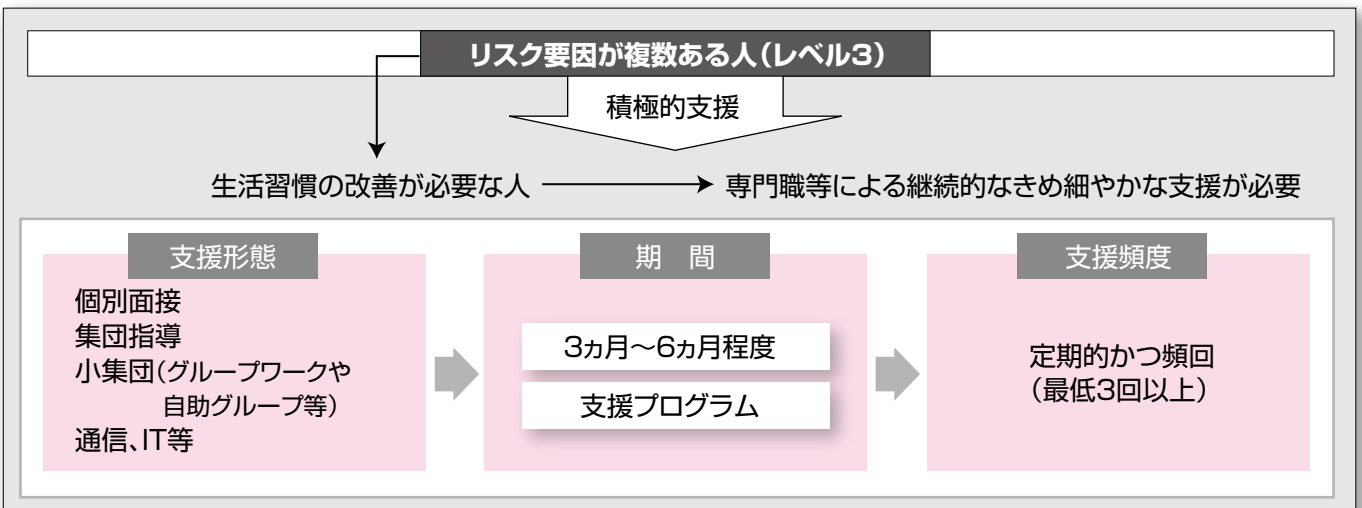 リスク要因が複数ある人（レベル3）
積極的支援
生活習慣の改善が必要な人
専門職等による継続的なきめ細やかな支援が必要
支援形態
個別面接
集団指導
小集団（グループワークや
自助グループ等）
通信、IT等
期　間
3ヵ月～6ヵ月程度
支援プログラム
支援頻度
定期的かつ頻回
（最低3回以上）